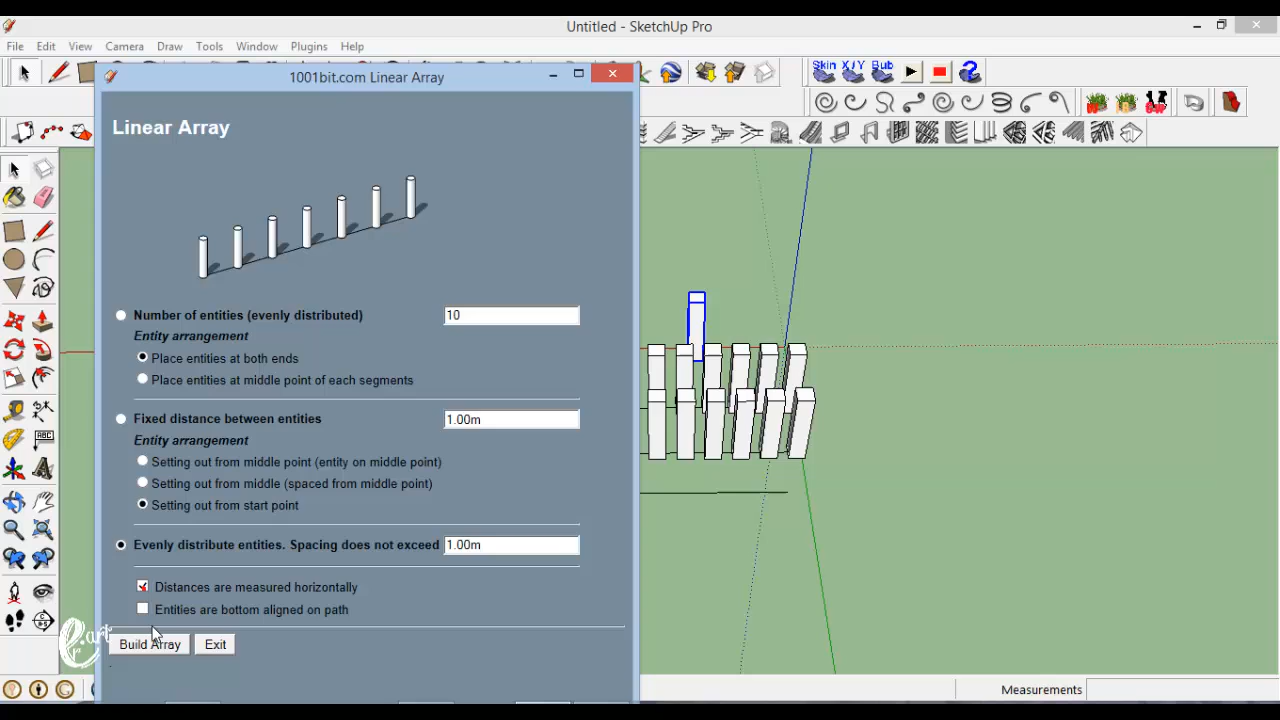 Untitled - SketchUp Pro
File Edit View Camera Draw Tools Window Plugins Help
1001bit.com Linear Array
Skin X/Y Bub
Linear Array
Number of entities (evenly distributed) 10
Entity arrangement
Place entities at both ends
Place entities at middle point of each segments
Fixed distance between entities 1.00m
Entity arrangement
Setting out from middle point (entity on middle point)
Setting out from middle (spaced from middle point)
Setting out from start point
Evenly distribute entities. Spacing does not exceed 1.00m
Distances are measured horizontally
Entities are bottom aligned on path
Build Array Exit
Measurements